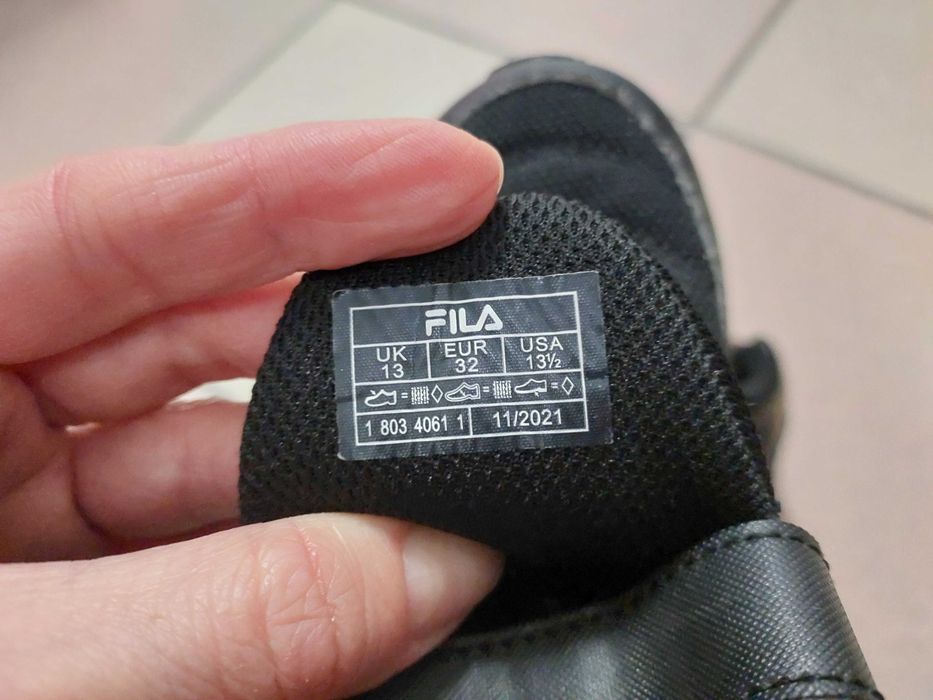 FILA
UK EUR USA
13 32 13½
1 803 4061 1 11/2021